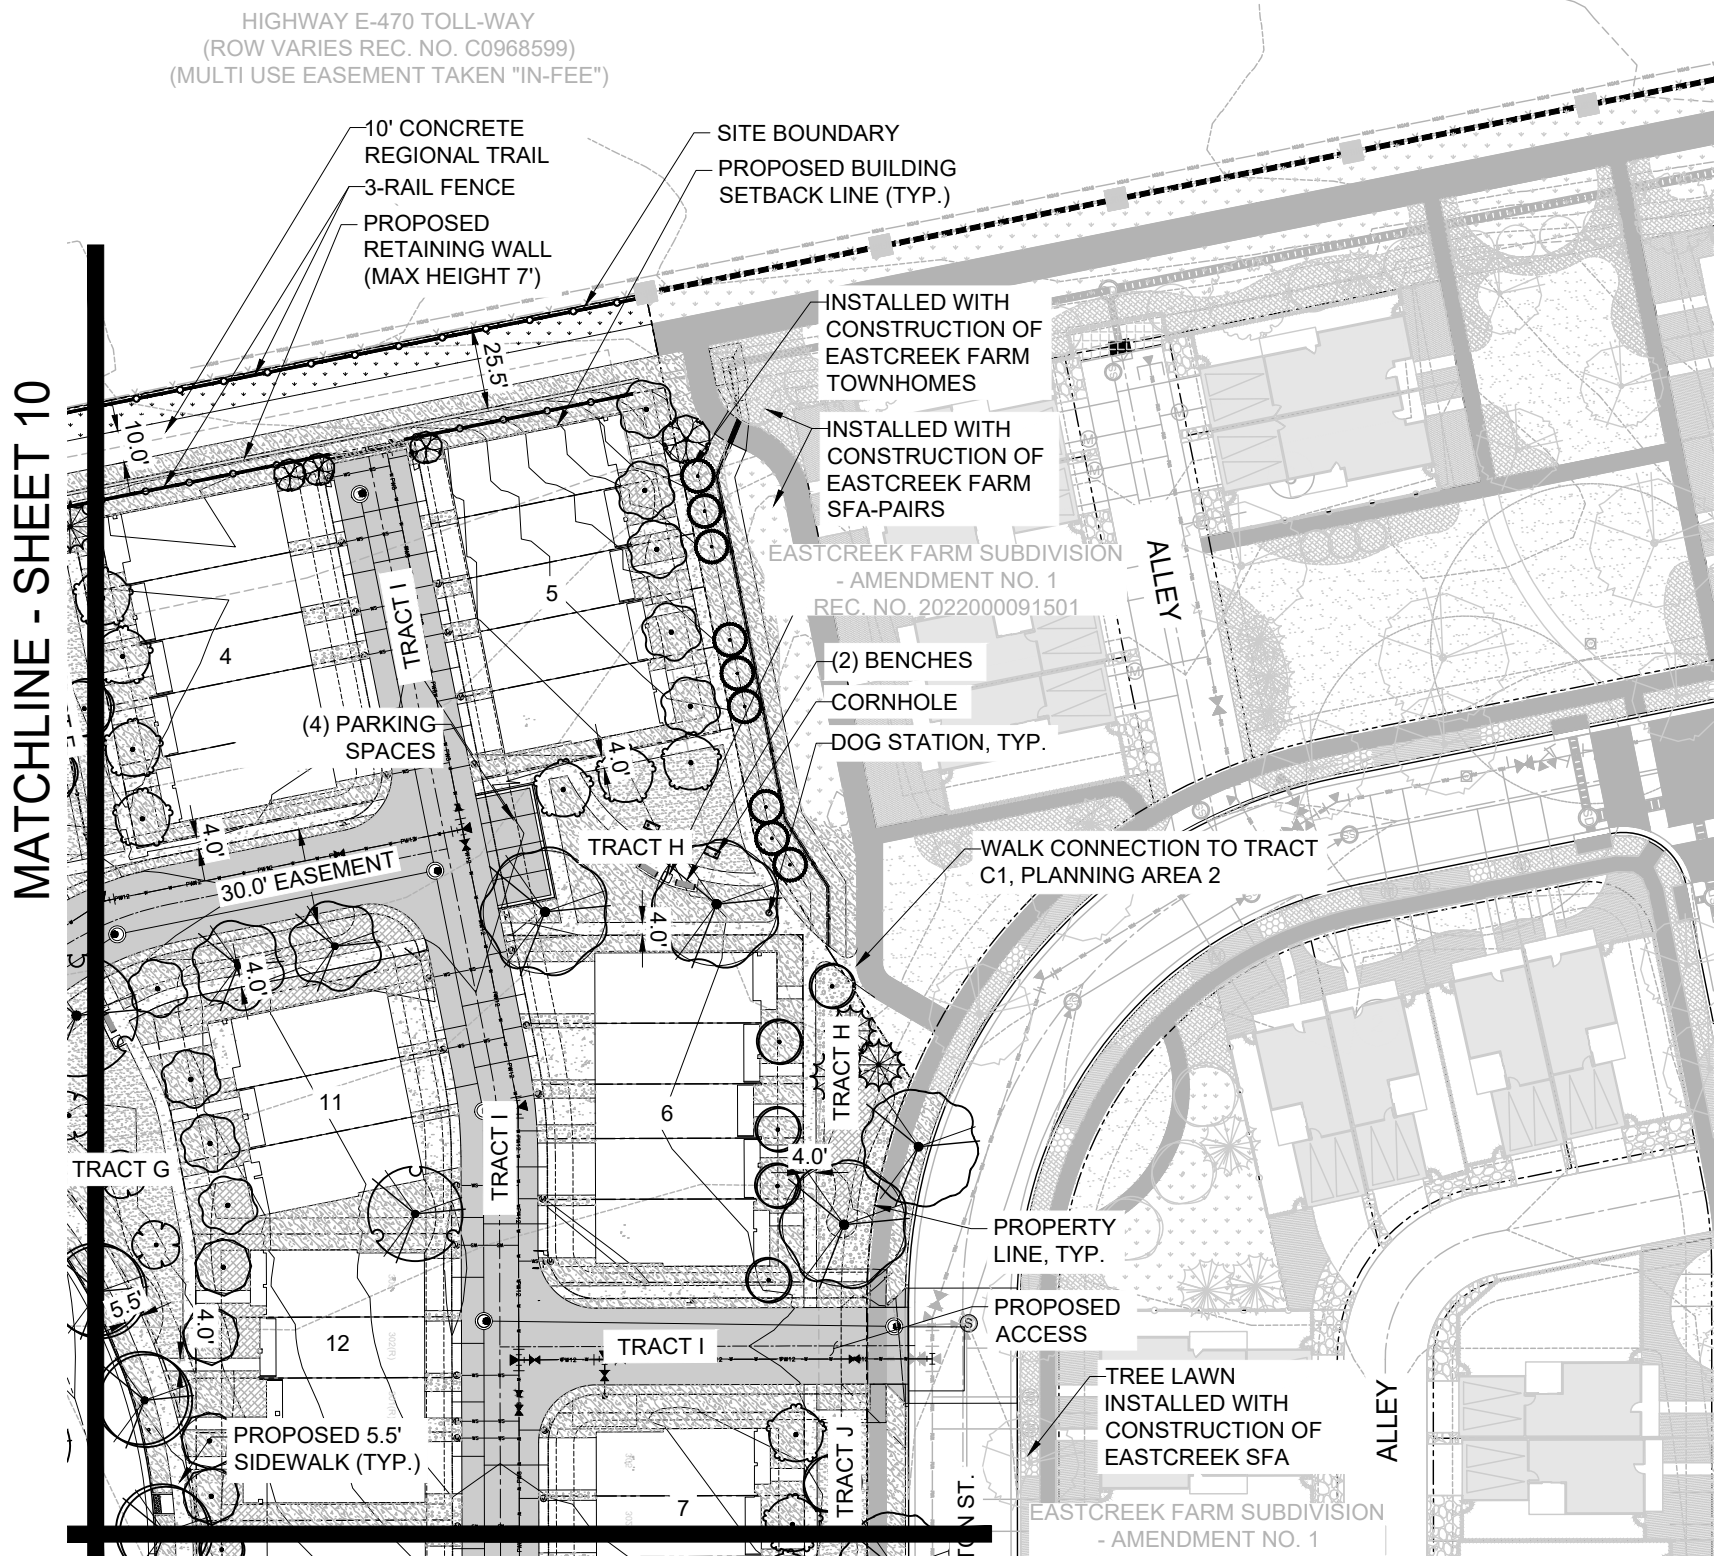 HIGHWAY E-470 TOLL-WAY
(ROW VARIES REC. NO. C0968599)
(MULTI USE EASEMENT TAKEN "IN-FEE")
10' CONCRETE
REGIONAL TRAIL
3-RAIL FENCE
PROPOSED
RETAINING WALL
(MAX HEIGHT 7')
SITE BOUNDARY
PROPOSED BUILDING
SETBACK LINE (TYP.)
INSTALLED WITH
CONSTRUCTION OF
EASTCREEK FARM
TOWNHOMES
INSTALLED WITH
CONSTRUCTION OF
EASTCREEK FARM
SFA-PAIRS
25.5'
10.0'
MATCHLINE - SHEET 10
EASTCREEK FARM SUBDIVISION
- AMENDMENT NO. 1
REC. NO. 2022000091501
ALLEY
TRACT I
5
4
(2) BENCHES
CORNHOLE
DOG STATION, TYP.
(4) PARKING
SPACES
4.0'
4.0'
TRACT H
30.0' EASEMENT
WALK CONNECTION TO TRACT
C1, PLANNING AREA 2
4.0'
4.0'
TRACT H
11
TRACT I
6
4.0'
TRACT G
PROPERTY
LINE, TYP.
5.5'
4.0'
12
TRACT I
PROPOSED
ACCESS
TREE LAWN
INSTALLED WITH
CONSTRUCTION OF
EASTCREEK SFA
ALLEY
PROPOSED 5.5'
SIDEWALK (TYP.)
7
TRACT J
TON ST.
EASTCREEK FARM SUBDIVISION
- AMENDMENT NO. 1